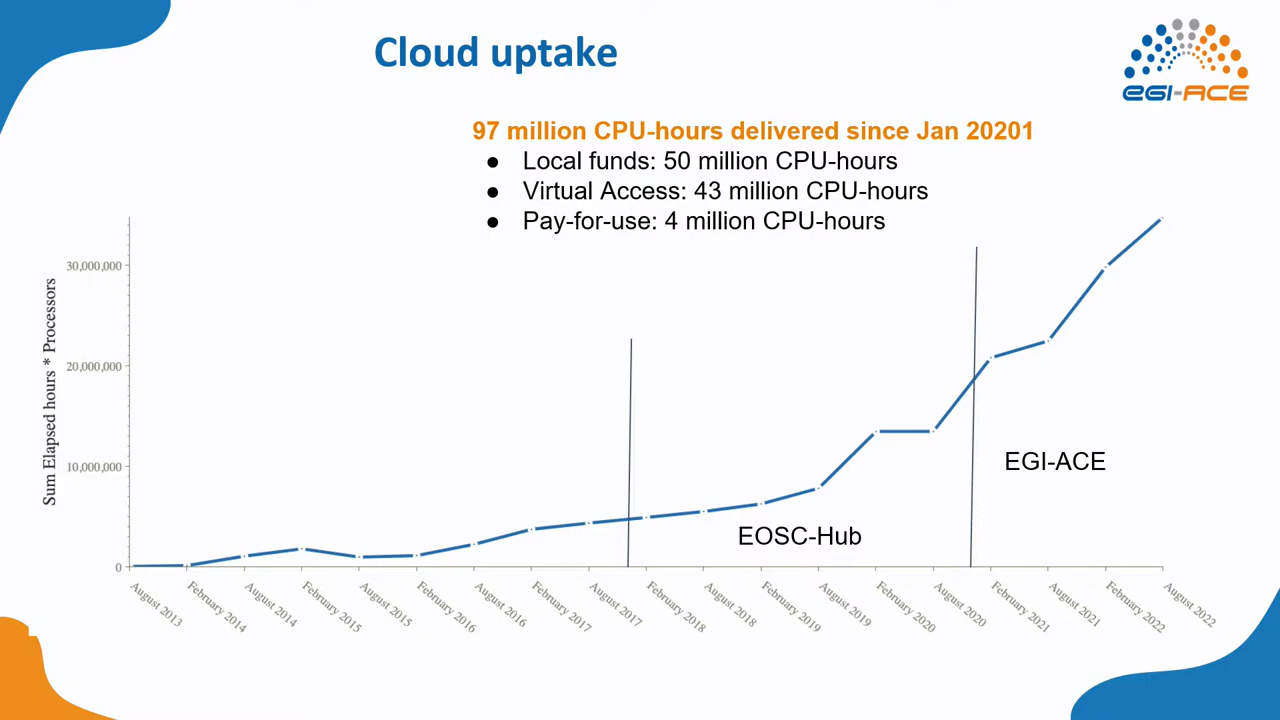 Cloud uptake
EGI-ACE
97 million CPU-hours delivered since Jan 20201
● Local funds: 50 million CPU-hours
● Virtual Access: 43 million CPU-hours
● Pay-for-use: 4 million CPU-hours
Sum Elapsed hours * Processors
30,000,000
20,000,000
10,000,000
0
EGI-ACE
EOSC-Hub
August 2013
February 2014
August 2014
February 2015
August 2015
February 2016
August 2016
February 2017
August 2017
February 2018
August 2018
February 2019
August 2019
February 2020
August 2020
February 2021
August 2021
February 2022
August 2022